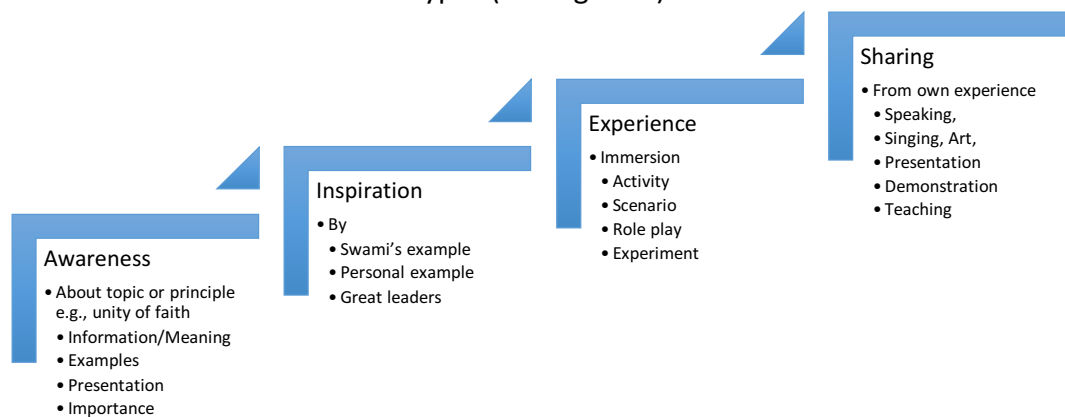 Awareness
• About topic or principle
e.g., unity of faith
• Information/Meaning
• Examples
• Presentation
• Importance
Inspiration
• By
• Swami's example
• Personal example
• Great leaders
Experience
• Immersion
• Activity
• Scenario
• Role play
• Experiment
Sharing
• From own experience
• Speaking,
• Singing, Art,
• Presentation
• Demonstration
• Teaching